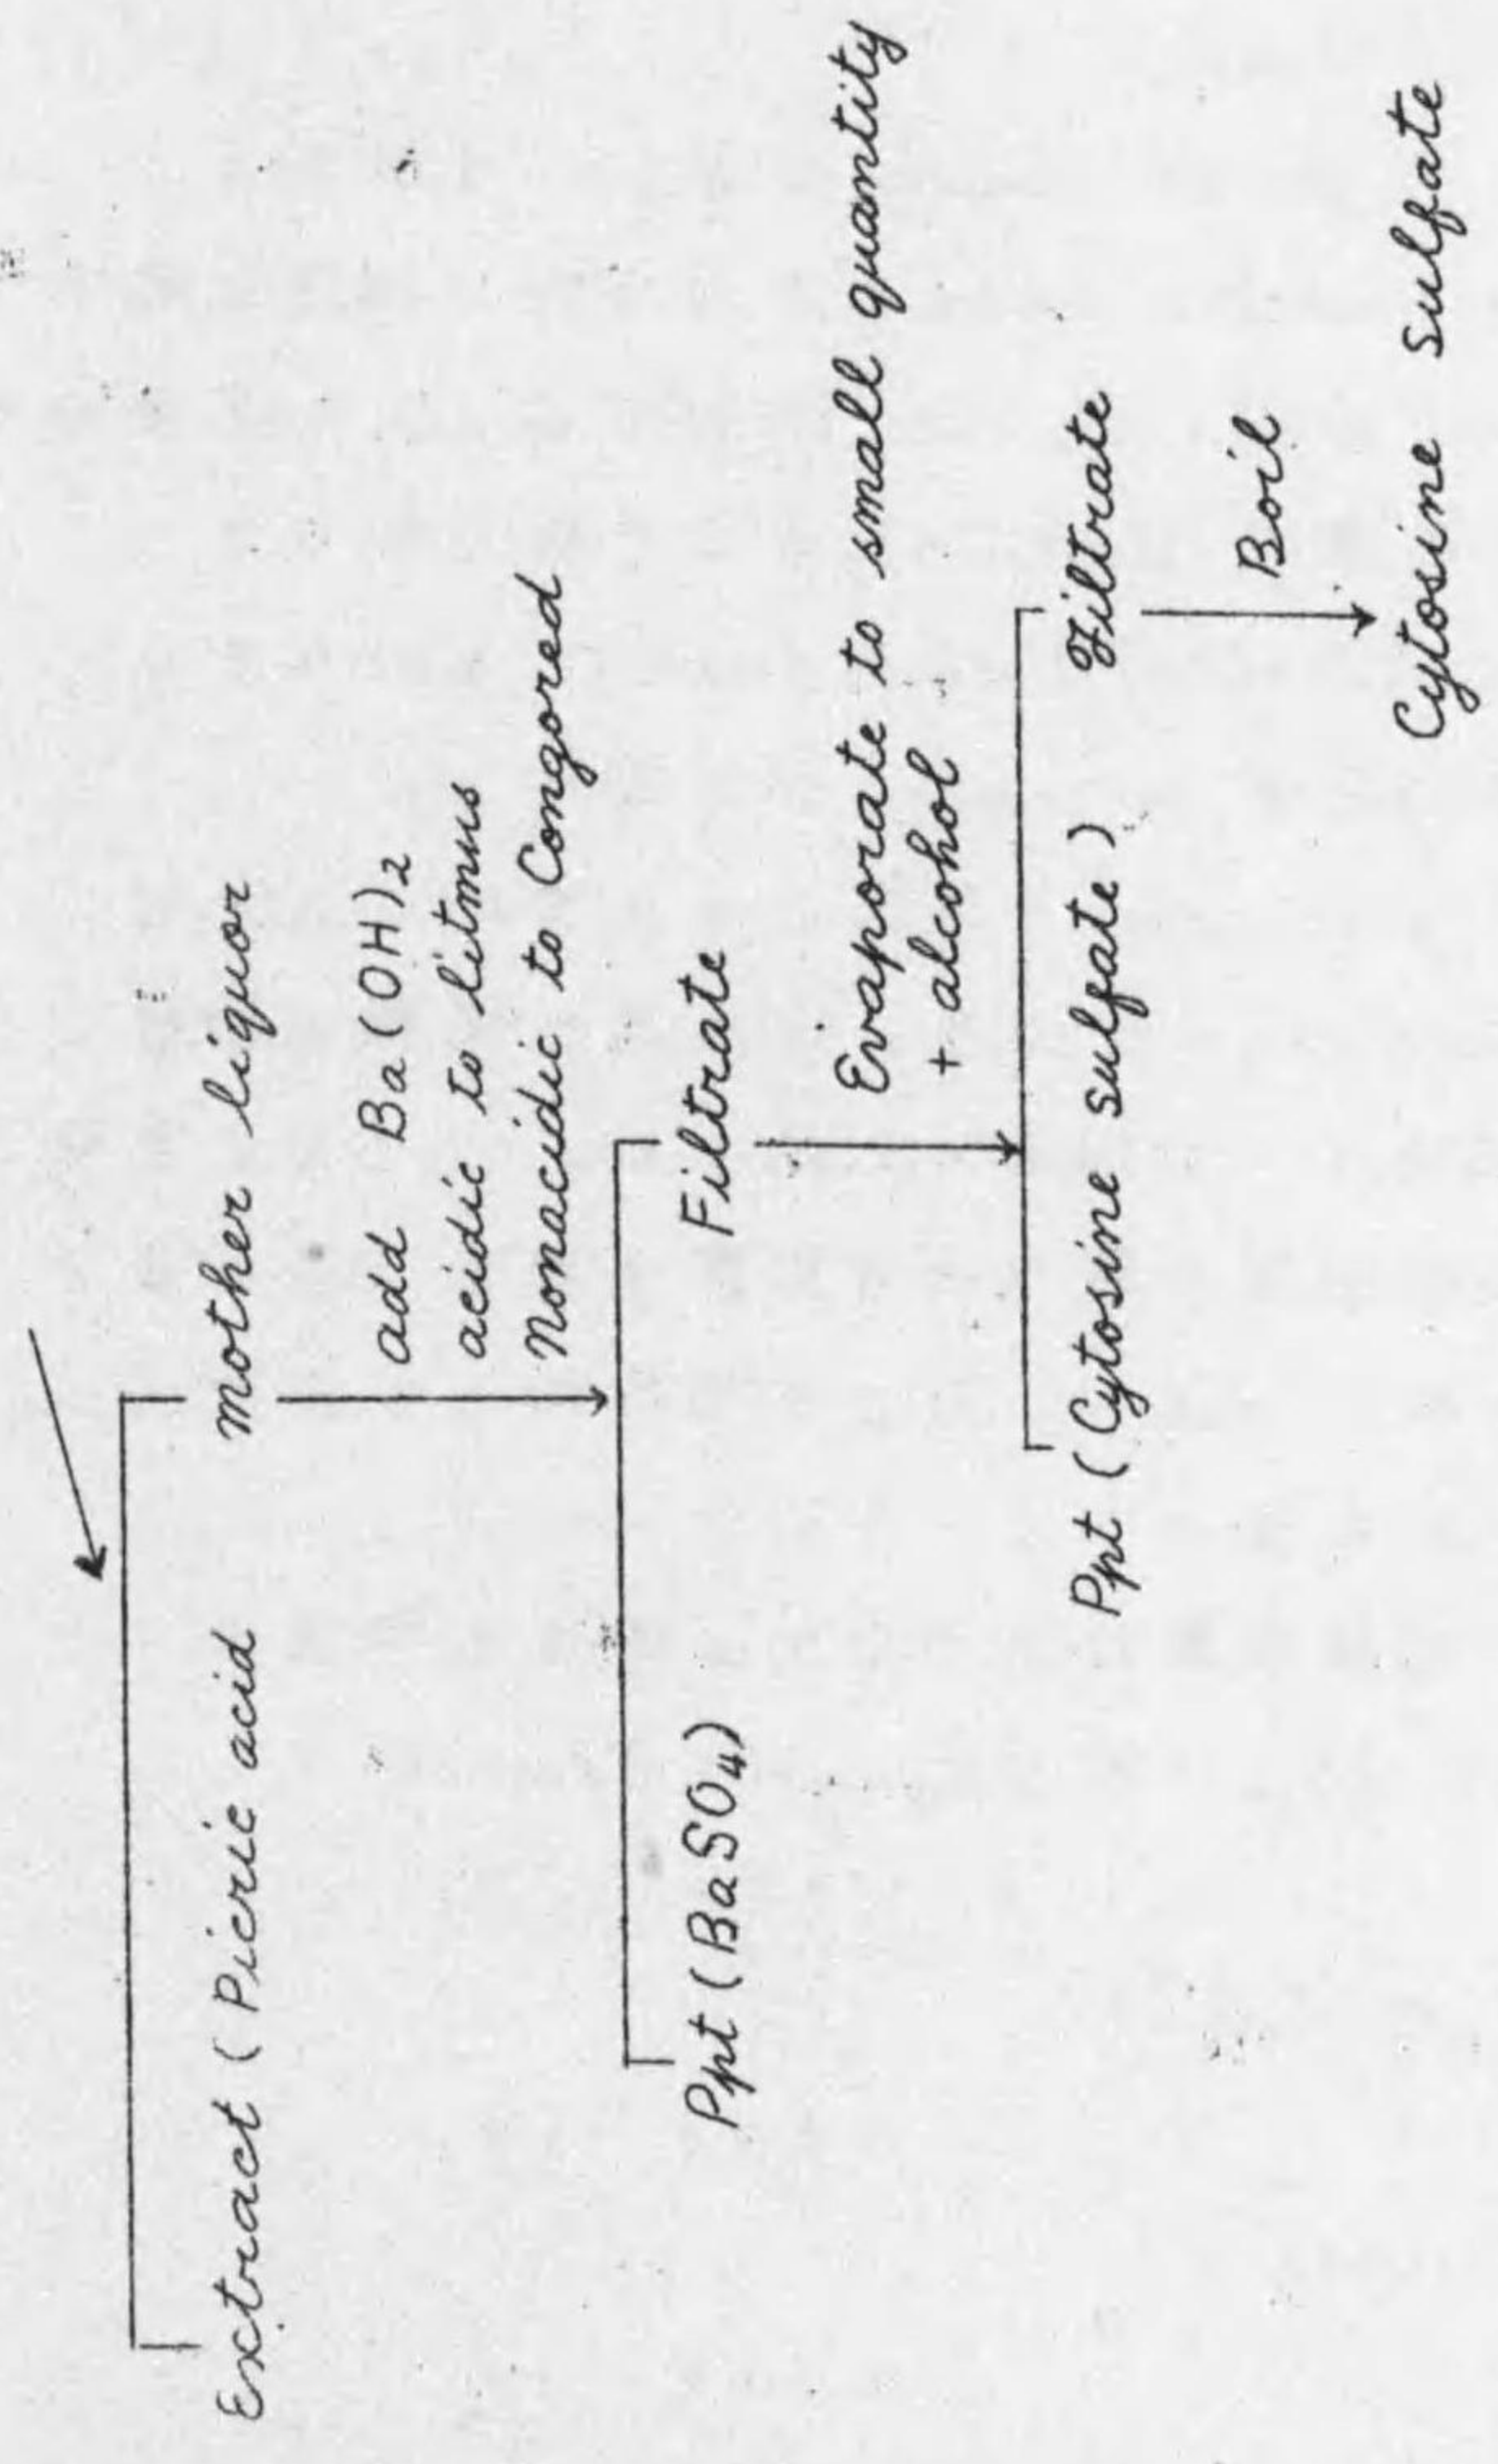 Extract (Picric acid
mother liquor
add Ba(OH)2
acidic to litmus
Nonacidic to Congored
Ppt (BaSO4)
Filtrate
Evaporate to small quantity
+ alcohol
Ppt (Cytosine sulfate)
Filtrate
Boil
Cytosine sulfate